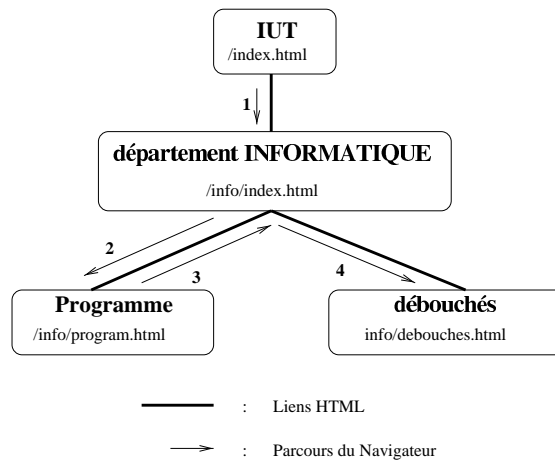 IUT
/index.html
1
département INFORMATIQUE
/info/index.html
2
3
4
Programme
/info/program.html
débouchés
info/debouches.html
: Liens HTML
: Parcours du Navigateur